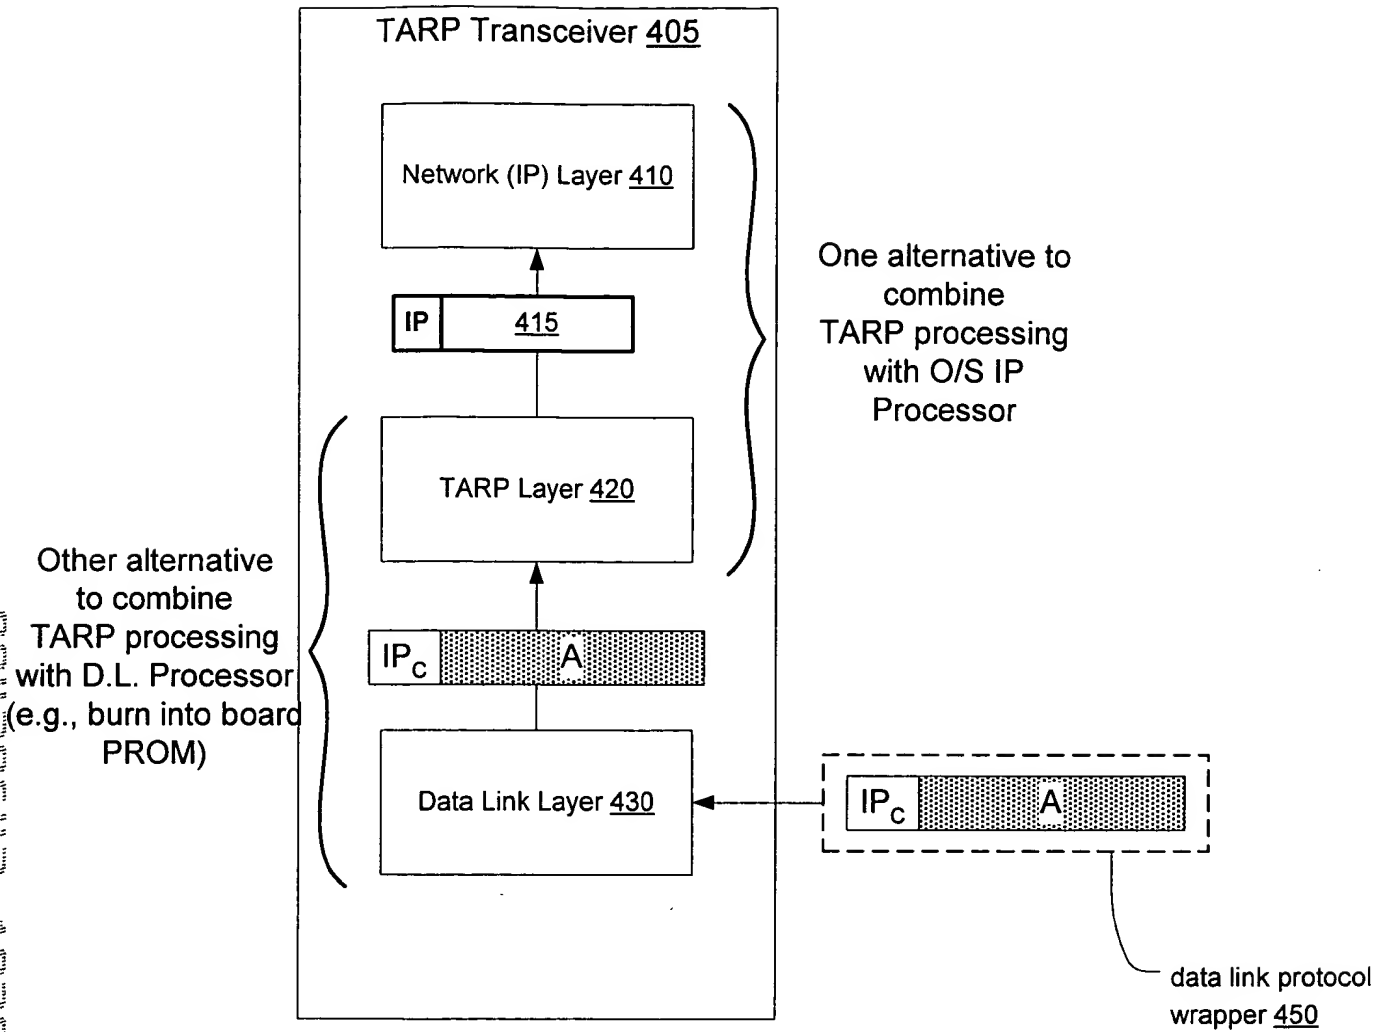 TARP Transceiver 405
Network (IP) Layer 410
IP 415
One alternative to
combine
TARP processing
with O/S IP
Processor
TARP Layer 420
Other alternative
to combine
TARP processing
with D.L. Processor
(e.g., burn into board
PROM)
IPC A
Data Link Layer 430
IPC A
data link protocol
wrapper 450